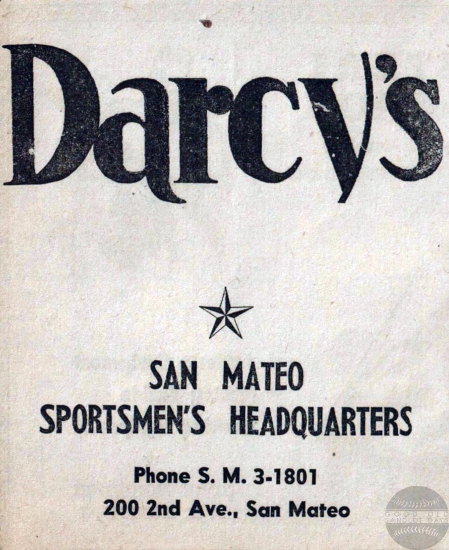 Darcy's
SAN MATEO
SPORTSMEN'S HEADQUARTERS
Phone S. M. 3-1801
200 2nd Ave., San Mateo